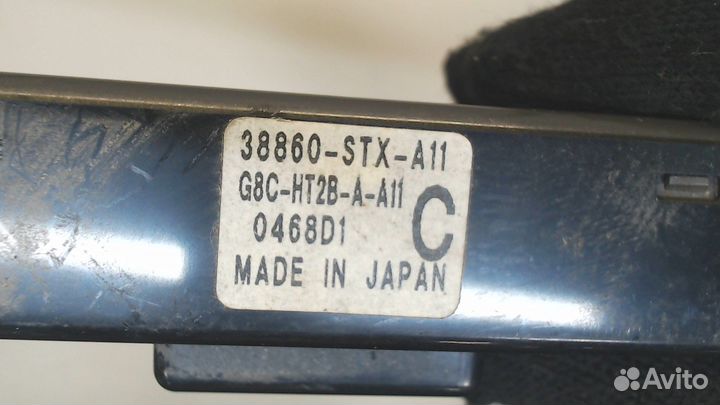 38860-STX-A11
G8C-HT2B-A-A11
0468D1
C
MADE IN JAPAN
Avito